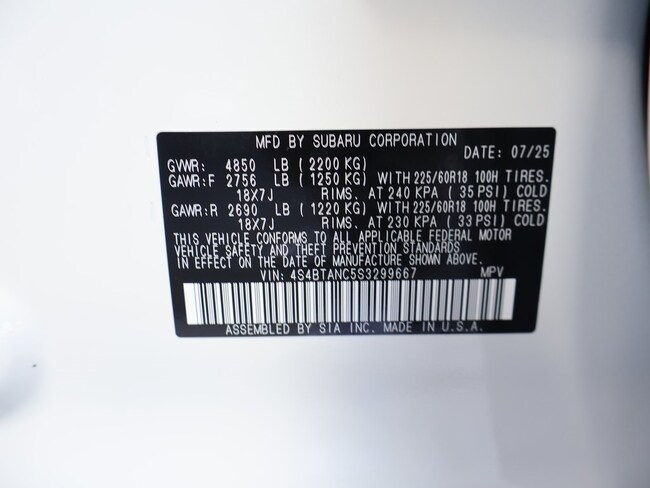 MFD BY SUBARU CORPORATION
DATE: 07/25
GVWR: 4850 LB (2200 KG)
GAWR:F 2756 LB (1250 KG) WITH 225/60R18 100H TIRES.
18X7J RIMS. AT 240 KPA (35 PSI) COLD
GAWR:R 2690 LB (1220 KG) WITH 225/60R18 100H TIRES.
18X7J RIMS. AT 230 KPA (33 PSI) COLD
THIS VEHICLE CONFORMS TO ALL APPLICABLE FEDERAL MOTOR
VEHICLE SAFETY AND THEFT PREVENTION STANDARDS
IN EFFECT ON THE DATE OF MANUFACTURE SHOWN ABOVE.
VIN: 4S4BTANC5S3299667 MPV
ASSEMBLED BY SIA INC. MADE IN U.S.A.